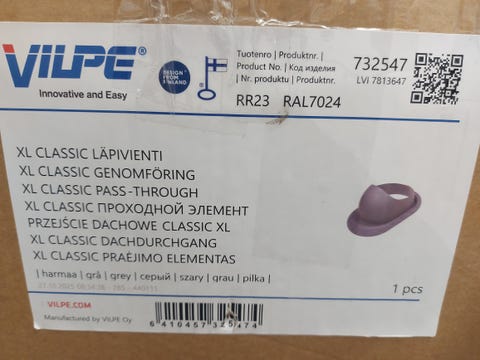 VILPE®
Innovative and Easy
DESIGN FROM FINLAND
Tuotenro | Produktnr. |
Product No. | Код изделия
| Nr. produktu | Produktnr.
732547
LVI 7813647
RR23 RAL7024
XL CLASSIC LÄPIVIENTI
XL CLASSIC GENOMFÖRING
XL CLASSIC PASS-THROUGH
XL CLASSIC ПРОХОДНОЙ ЭЛЕМЕНТ
PRZEJŚCIE DACHOWE CLASSIC XL
XL CLASSIC DACHDURCHGANG
XL CLASSIC PRAĖJIMO ELEMENTAS
| harmaa | grå | grey | серый | szary | grau | pilka |
1 pcs
VILPE.COM
Manufactured by VILPE Oy
6 410457 325474